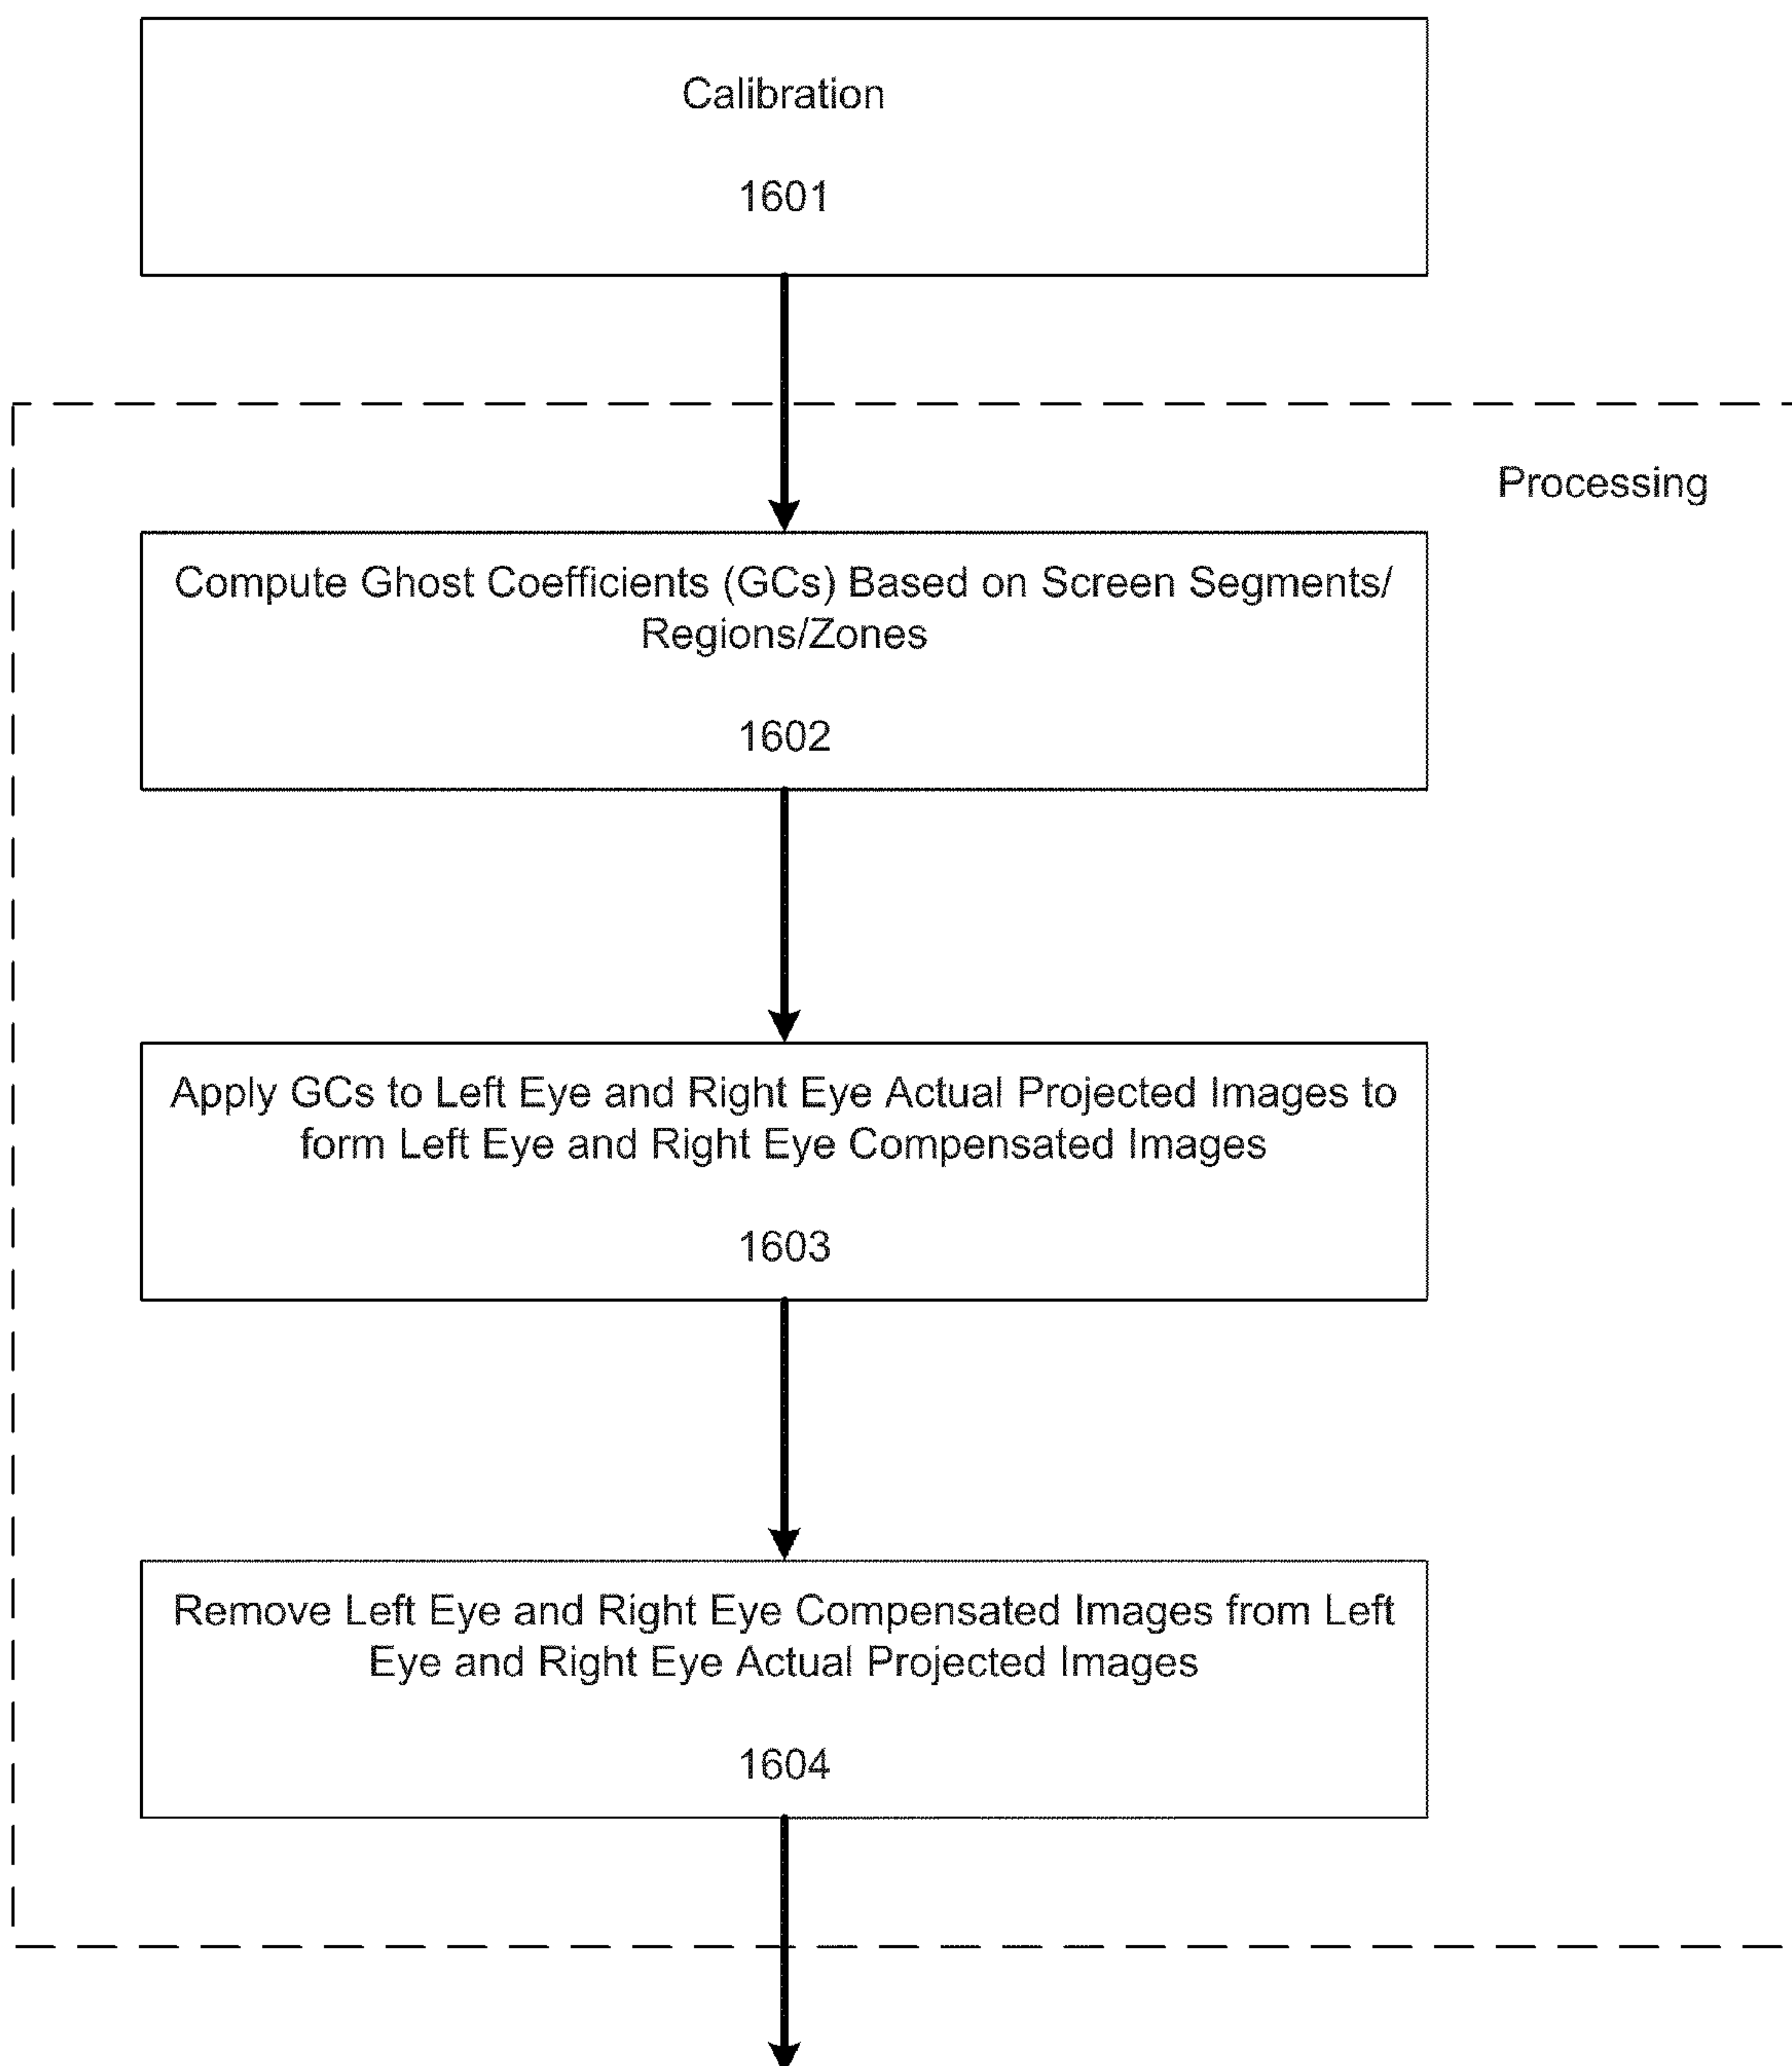 Calibration
1601
Processing
Compute Ghost Coefficients (GCs) Based on Screen Segments/
Regions/Zones
1602
Apply GCs to Left Eye and Right Eye Actual Projected Images to
form Left Eye and Right Eye Compensated Images
1603
Remove Left Eye and Right Eye Compensated Images from Left
Eye and Right Eye Actual Projected Images
1604